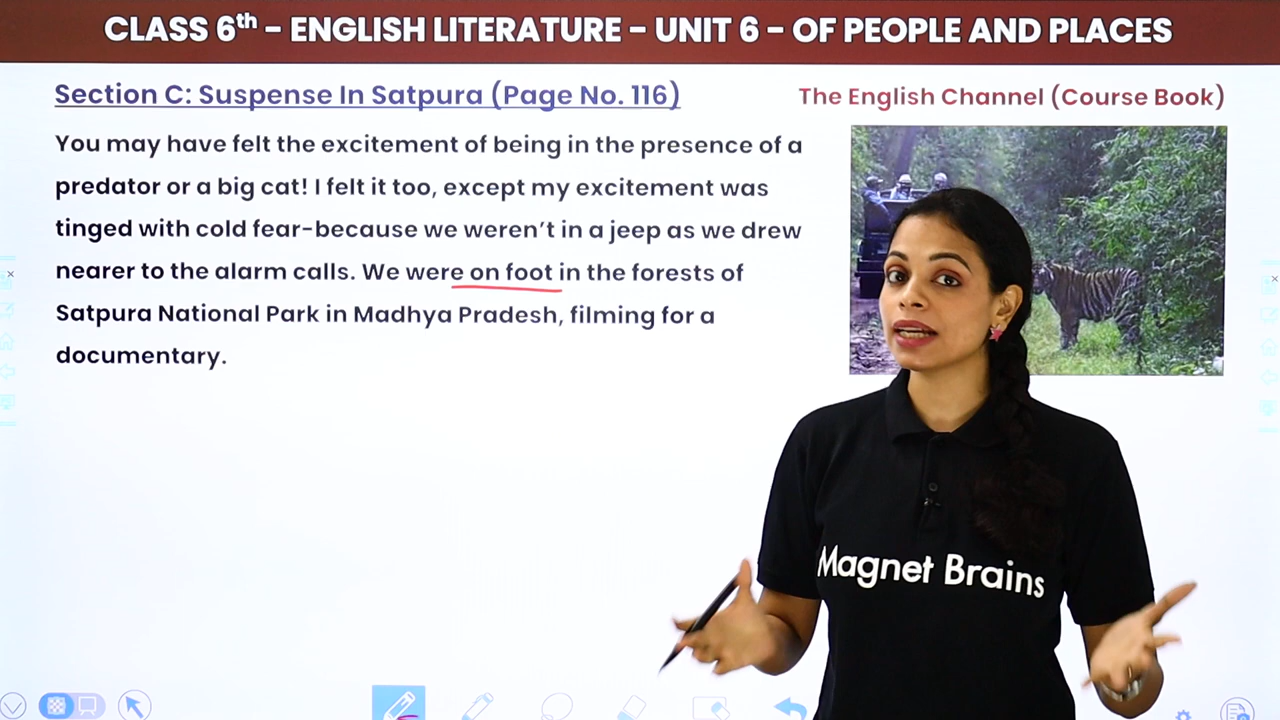 CLASS 6th – ENGLISH LITERATURE – UNIT 6 – OF PEOPLE AND PLACES
Section C: Suspense In Satpura (Page No. 116)
The English Channel (Course Book)
You may have felt the excitement of being in the presence of a
predator or a big cat! I felt it too, except my excitement was
tinged with cold fear-because we weren't in a jeep as we drew
nearer to the alarm calls. We were on foot in the forests of
Satpura National Park in Madhya Pradesh, filming for a
documentary.
Magnet Brains